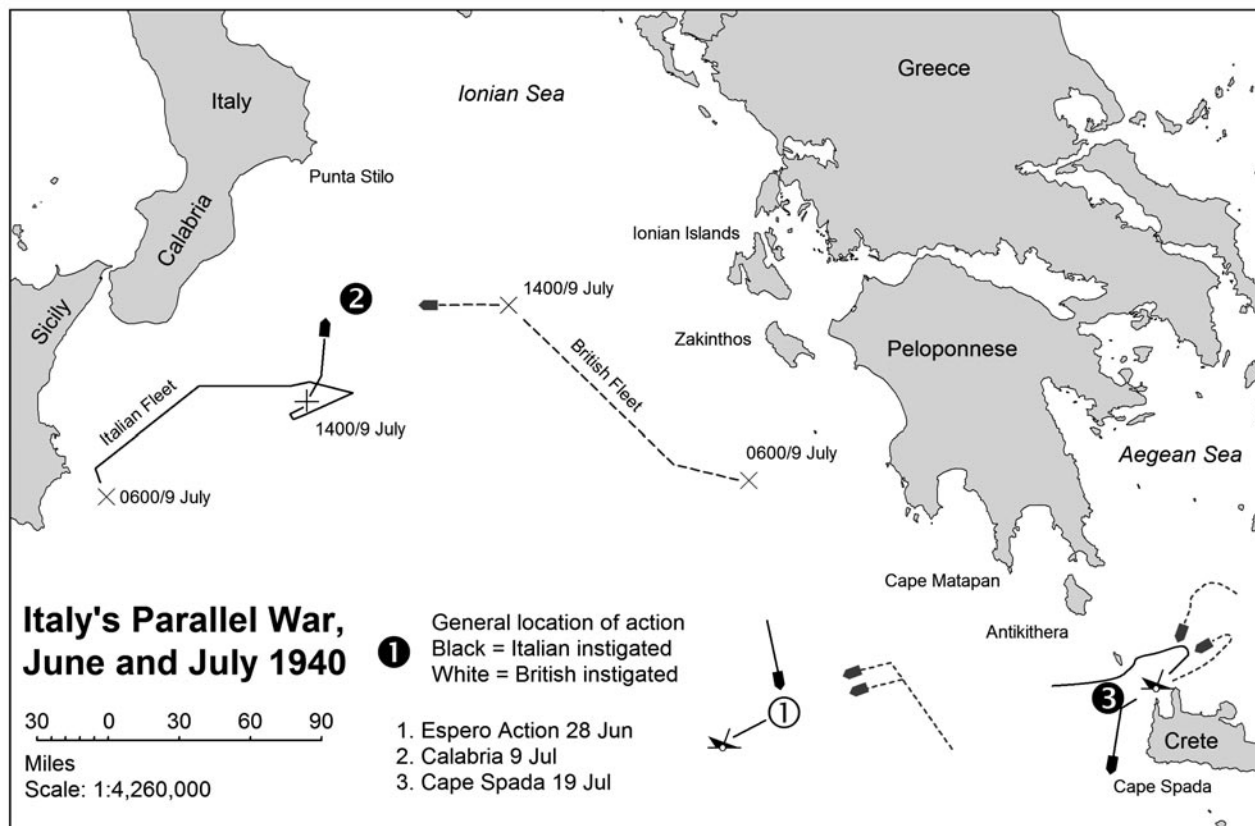 Greece
Italy
Ionian Sea
Punta Stilo
Calabria
Ionian Islands
Sicily
2
1400/9 July
Zakinthos
Peloponnese
British Fleet
Italian Fleet
1400/9 July
0600/9 July
Aegean Sea
0600/9 July
Cape Matapan
Antikithera
Italy's Parallel War,
June and July 1940
1
General location of action
Black = Italian instigated
White = British instigated
30 0 30 60 90
Miles
Scale: 1:4,260,000
1. Espero Action 28 Jun
2. Calabria 9 Jul
3. Cape Spada 19 Jul
1
3
Crete
Cape Spada